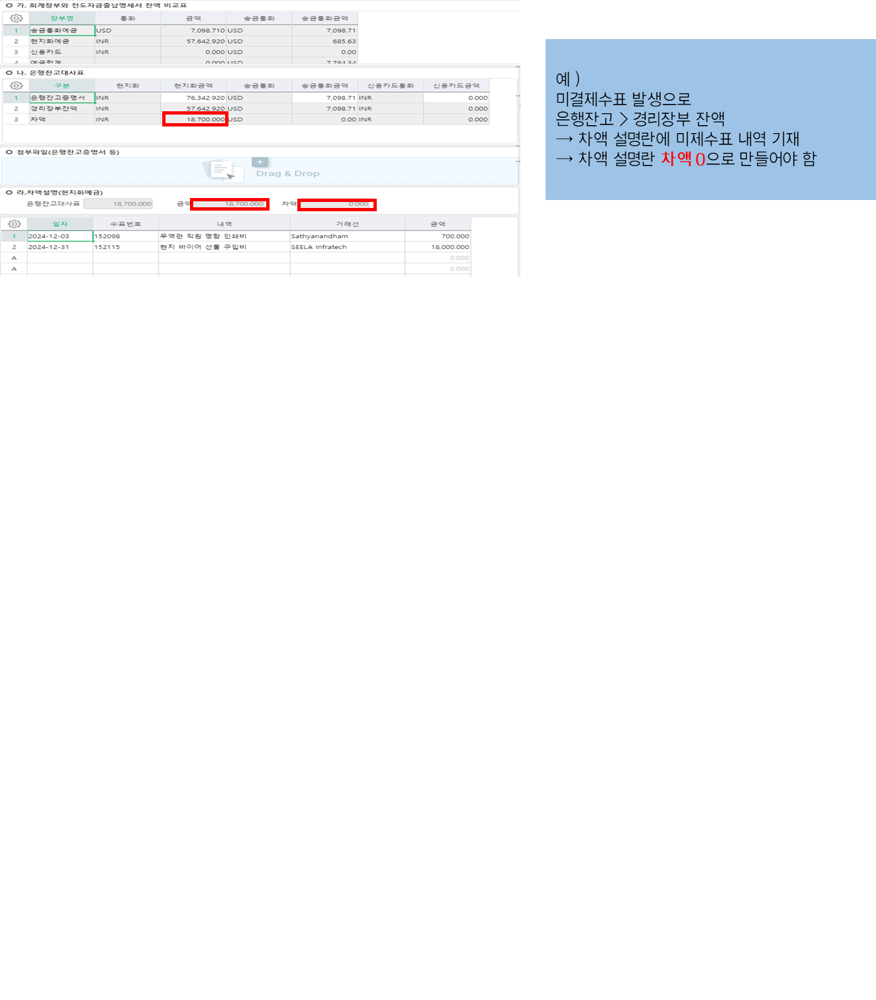 가. 회계장부와 전도자금출납명세서 잔액 비교표
장부명 통화 금액 송금통화 송금통화금액
1 송금통화예금 USD 7,098.710 USD 7,098.71
2 현지화예금 INR 57,642.920 USD 685.63
3 신용카드 INR 0.000 USD 0.00
4 예금합계 0.000 USD 7,784.34
나. 은행잔고대사표
구분 현지화 현지화금액 송금통화 송금통화금액 신용카드통화 신용카드금액
1 은행잔고증명서 INR 76,342.920 USD 7,098.71 INR 0.000
2 경리장부잔액 INR 57,642.920 USD 7,098.71 INR 0.000
3 차액 INR 18,700.000 USD 0.00 INR 0.000
첨부파일(은행잔고증명서 등)
Drag & Drop
라.차액설명(현지화예금)
은행잔고대사표 18,700.000 금액 18,700.000 차액 0.000
일자 수표번호 내역 거래선 금액
1 2024-12-03 152098 무역관 직원 명함 인쇄비 Sathyanandham 700.000
2 2024-12-31 152115 현지 바이어 선물 구입비 SEELA Infratech 18,000.000
A 0.000
A 0.000
예 )
미결제수표 발생으로
은행잔고 > 경리장부 잔액
→ 차액 설명란에 미제수표 내역 기재
→ 차액 설명란 차액 0으로 만들어야 함